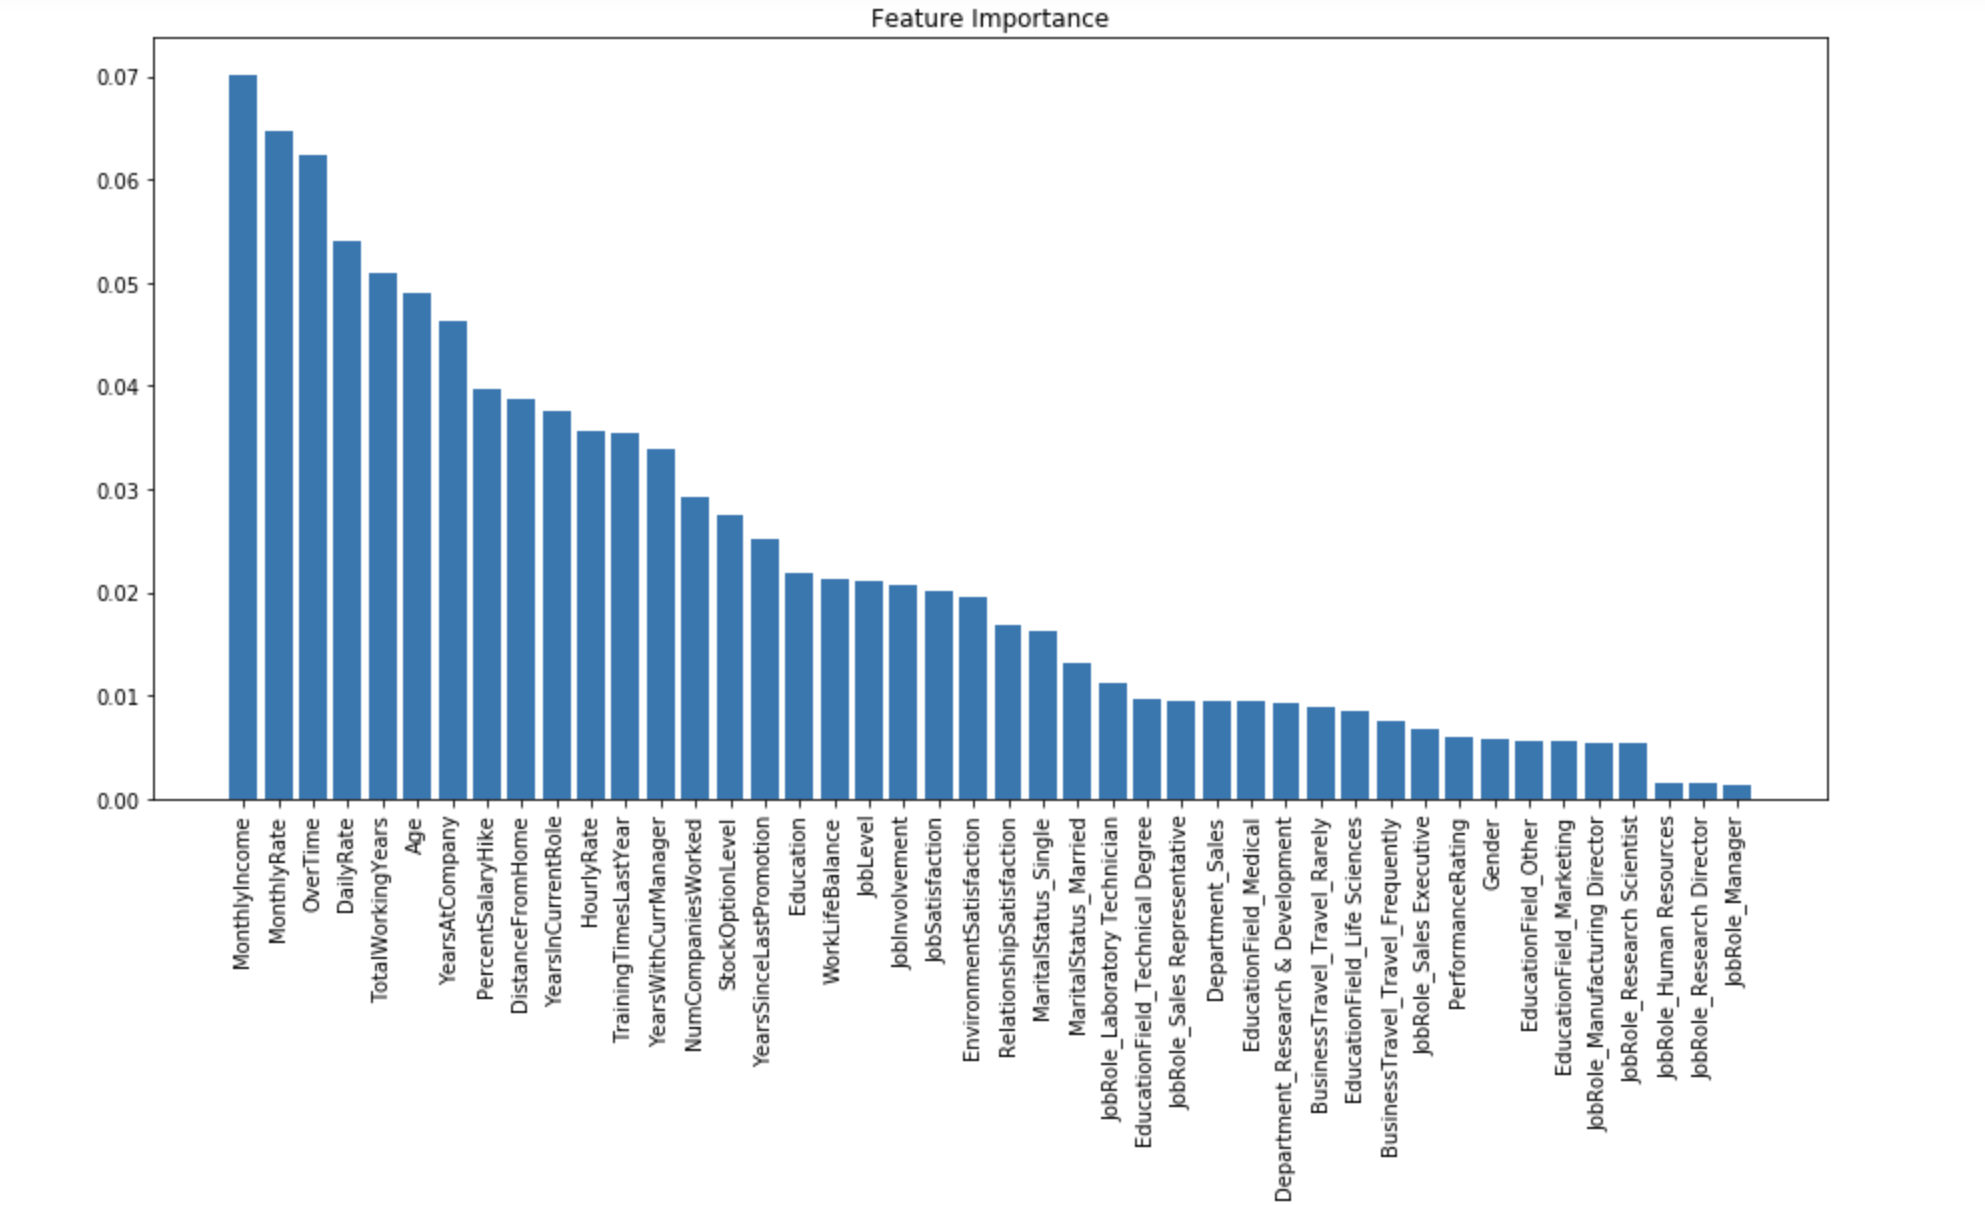 Feature Importance
0.07
0.06
0.05
0.04
0.03
0.02
0.01
0.00
MonthlyIncome
MonthlyRate
OverTime
DailyRate
TotalWorkingYears
Age
YearsAtCompany
PercentSalaryHike
DistanceFromHome
YearsInCurrentRole
HourlyRate
TrainingTimesLastYear
YearsWithCurrManager
NumCompaniesWorked
StockOptionLevel
YearsSinceLastPromotion
Education
WorkLifeBalance
JobLevel
JobInvolvement
JobSatisfaction
EnvironmentSatisfaction
RelationshipSatisfaction
MaritalStatus_Single
MaritalStatus_Married
JobRole_Laboratory Technician
EducationField_Technical Degree
JobRole_Sales Representative
Department_Sales
EducationField_Medical
Department_Research & Development
BusinessTravel_Travel_Rarely
EducationField_Life Sciences
BusinessTravel_Travel_Frequently
JobRole_Sales Executive
PerformanceRating
Gender
EducationField_Other
EducationField_Marketing
JobRole_Manufacturing Director
JobRole_Research Scientist
JobRole_Human Resources
JobRole_Research Director
JobRole_Manager